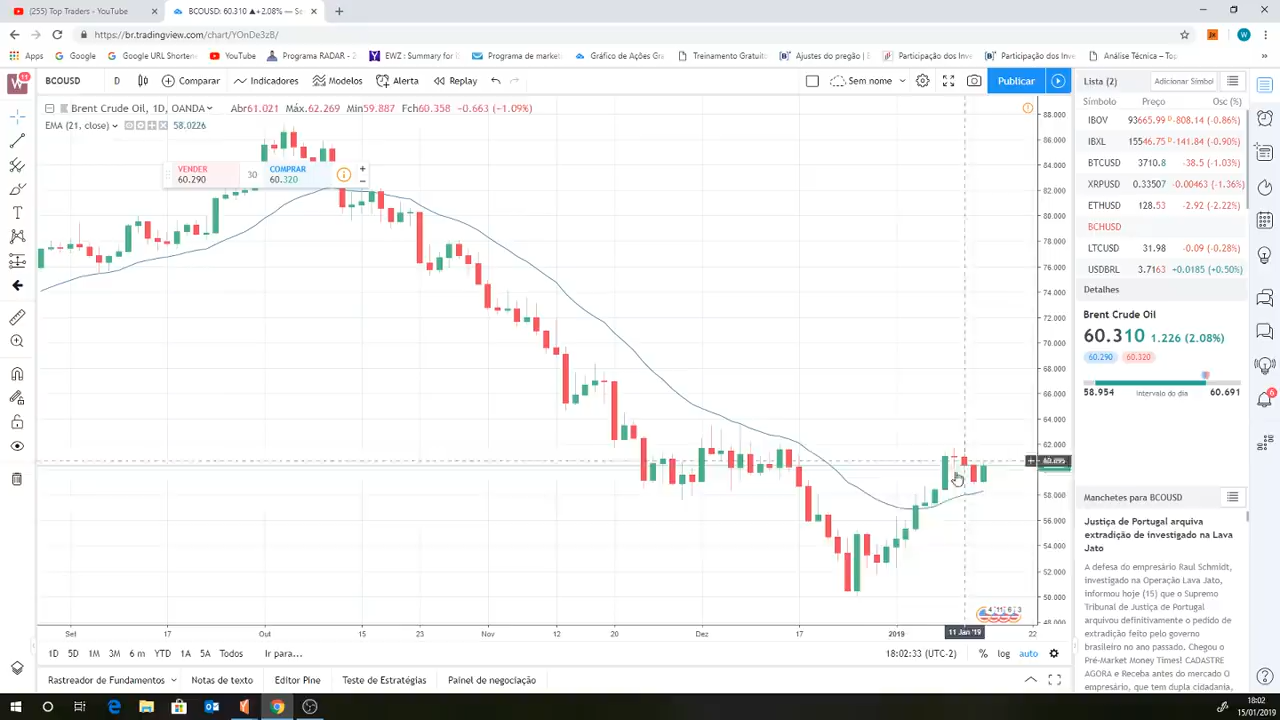 (255) Top Traders - YouTube
BCOUSD: 60.310 ▲+2.08% — Se
https://br.tradingview.com/chart/YOnDe3zB/
Apps
Google
Google URL Shorten
YouTube
Programa RADAR - 2
EWZ : Summary for i
Programa de market
Gráfico de Ações Gra
Treinamento Gratuit
Ajustes do pregão |
Participação dos Inve
Participação dos Inv
Análise Técnica – Top
»
W
11
BCOUSD
D
Comparar
Indicadores
Modelos
Alerta
Replay
Sem nome
Publicar
Brent Crude Oil, 1D, OANDA
Abr61.021 Máx62.269 Min59.887 Fch60.358 -0.663 (-1.09%)
EMA (21, close)
58.0226
VENDER
60.290
30
COMPRAR
60.320
88.000
86.000
84.000
82.000
80.000
78.000
76.000
74.000
72.000
70.000
68.000
66.000
64.000
62.000
58.000
56.000
54.000
52.000
50.000
48.000
Set
17
Out
15
23
Nov
12
20
Dez
17
2019
11 Jan '19
22
1D
5D
1M
3M
6 m
YTD
1A
5A
Todos
Ir para...
18:02:33 (UTC-2)
%
log
auto
Rastreador de Fundamentos
Notas de texto
Editor Pine
Teste de Estratégias
Painel de negociação
Lista (2)
Adicionar Símbol
Símbolo Preço Osc (%)
IBOV 93665.99 D -808.14 (-0.86%)
IBXL 15546.75 D -141.84 (-0.90%)
BTCUSD 3710.8 -38.5 (-1.03%)
XRPUSD 0.33507 -0.00463 (-1.36%)
ETHUSD 128.53 -2.92 (-2.22%)
BCHUSD
LTCUSD 31.98 -0.09 (-0.28%)
USDBRL 3.7163 +0.0185 (+0.50%)
Detalhes
Brent Crude Oil
60.310 1.226 (2.08%)
60.290 60.320
58.954 Intervalo do dia 60.691
Manchetes para BCOUSD
Justiça de Portugal arquiva
extradição de investigado na Lava
Jato
A defesa do empresário Raul Schmidt,
investigado na Operação Lava Jato,
informou hoje (15) que o Supremo
Tribunal de Justiça de Portugal
arquivou definitivamente o pedido de
extradição feito pelo governo
brasileiro no ano passado. Chegou o
Pré-Market Money Times! CADASTRE
AGORA e Receba antes do mercado O
empresário, que tem dupla cidadania,
18:02
15/01/2019